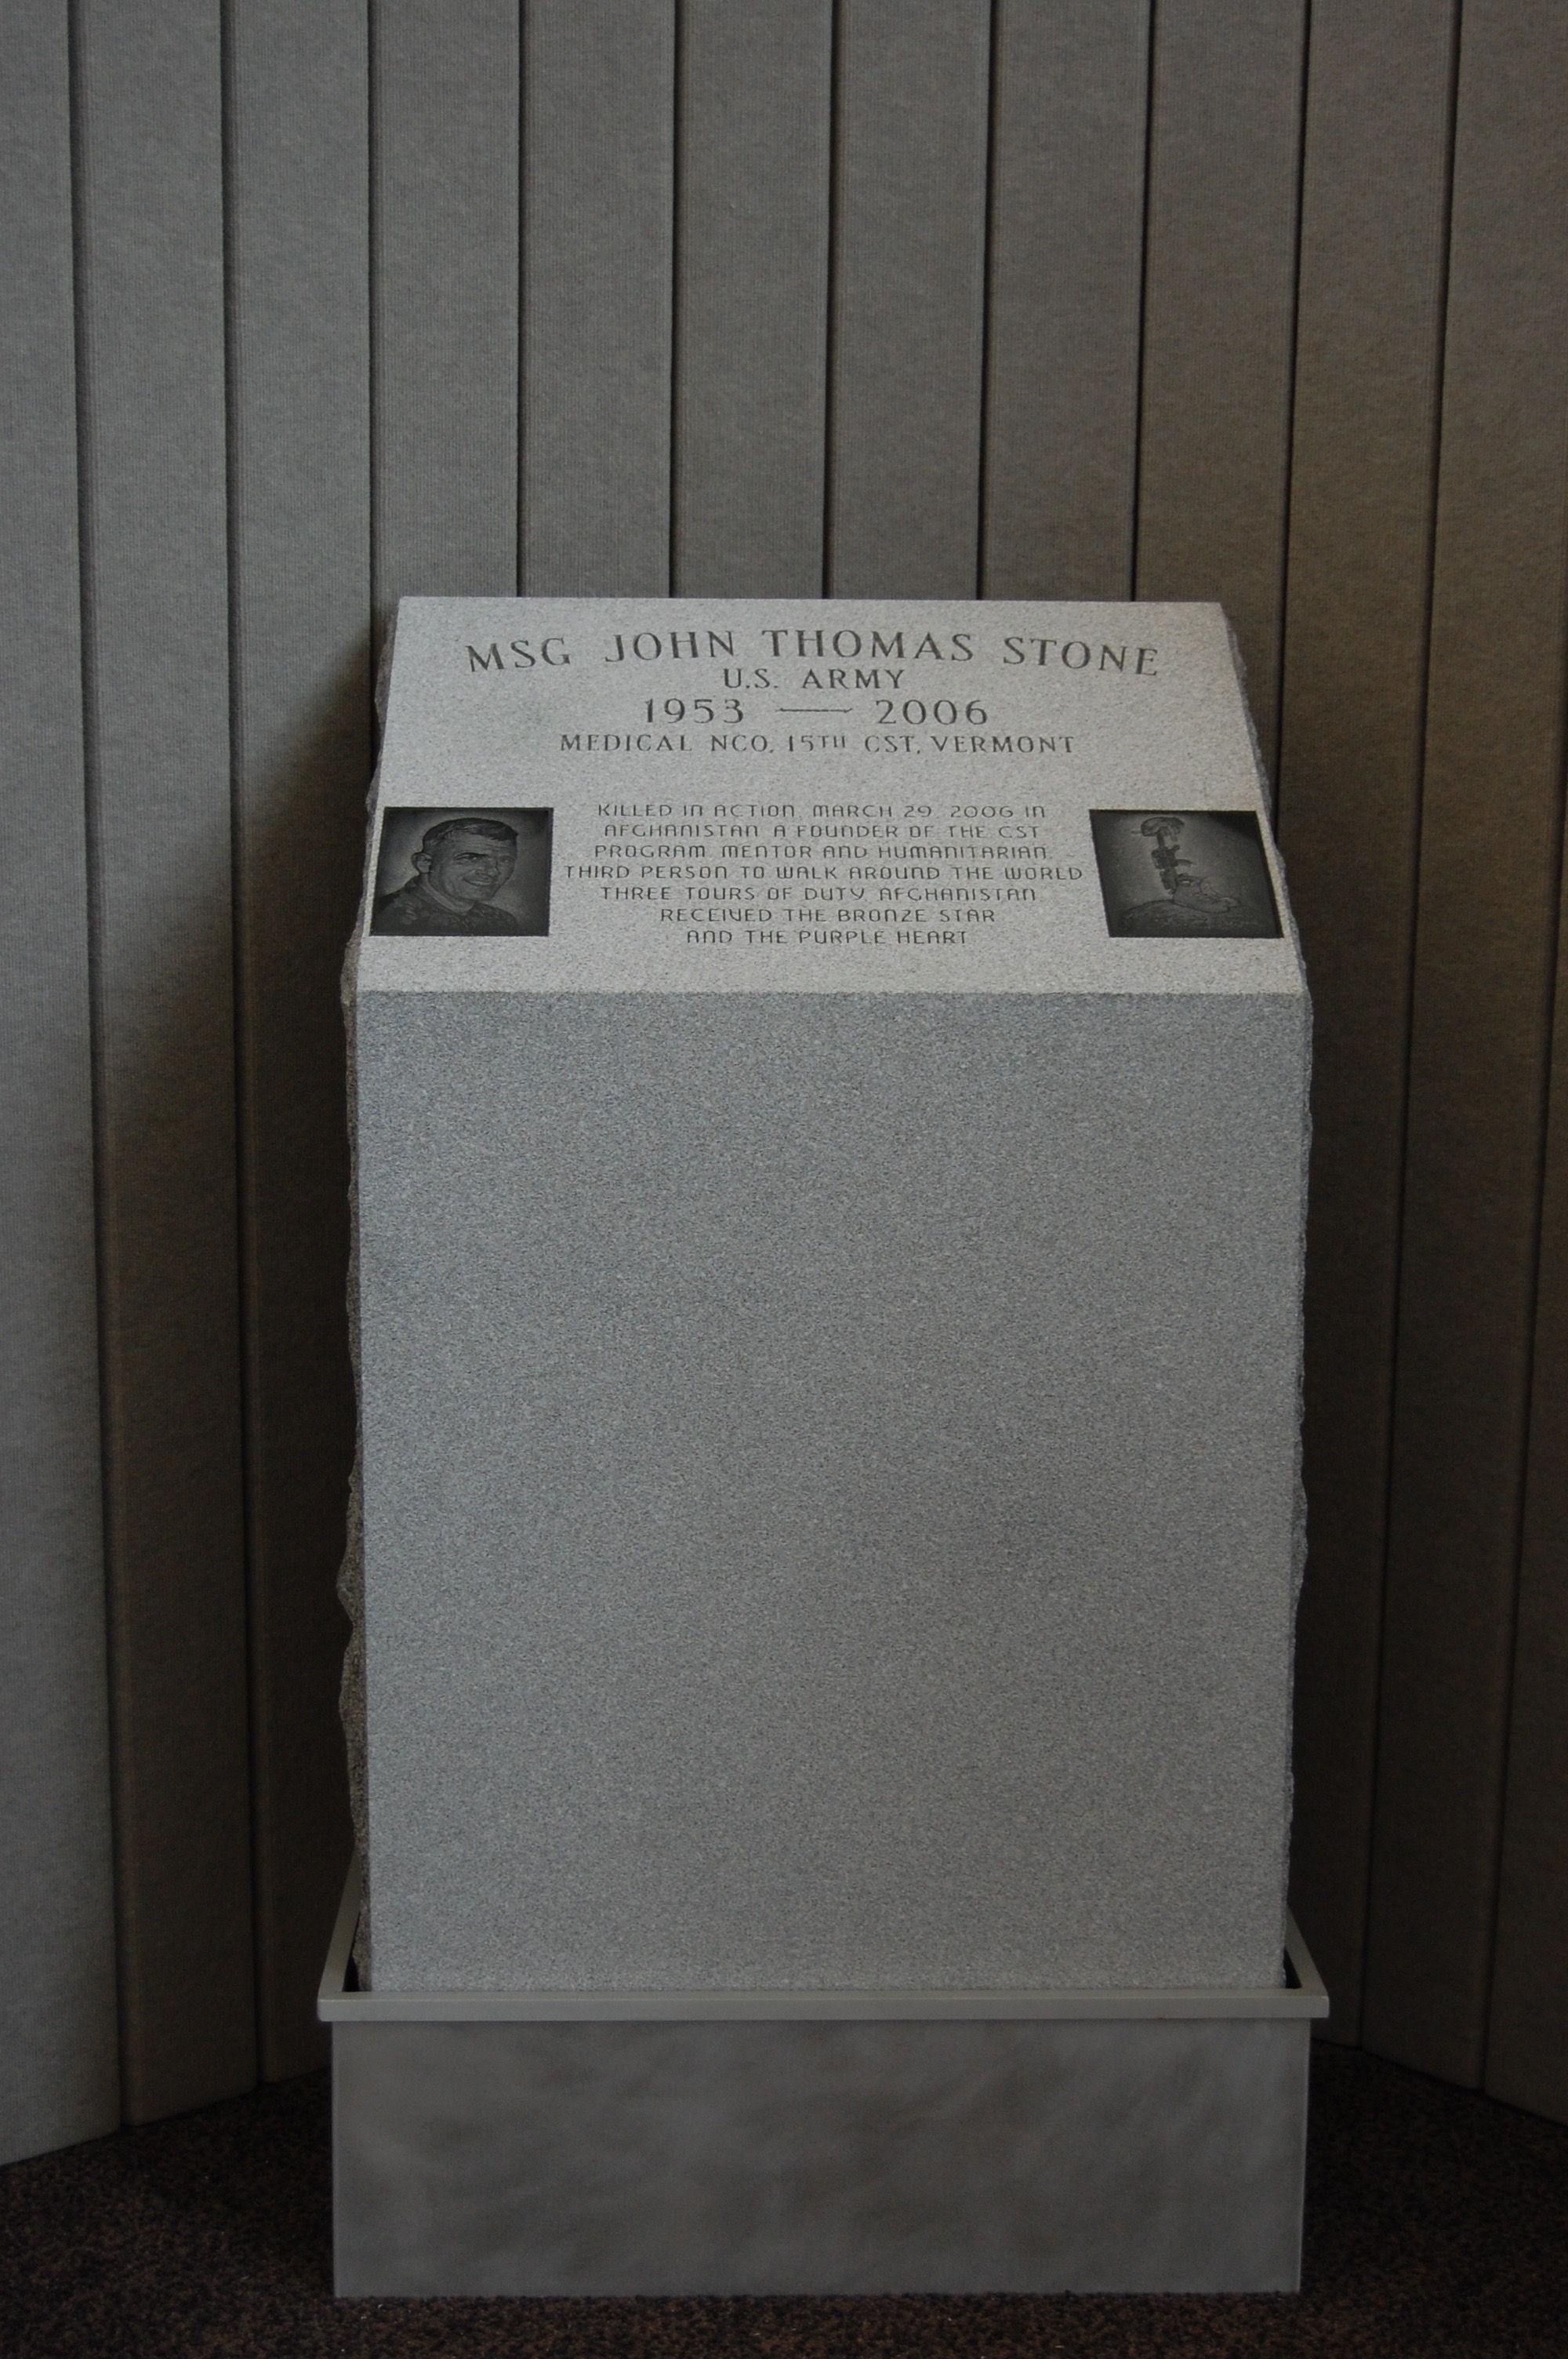 MSG JOHN THOMAS STONE
U.S. ARMY
1953 — 2006
MEDICAL NCO, 15TH CST, VERMONT
KILLED IN ACTION, MARCH 29, 2006 IN
AFGHANISTAN A FOUNDER OF THE CST
PROGRAM, MENTOR AND HUMANITARIAN,
THIRD PERSON TO WALK AROUND THE WORLD
THREE TOURS OF DUTY, AFGHANISTAN
RECEIVED THE BRONZE STAR
AND THE PURPLE HEART